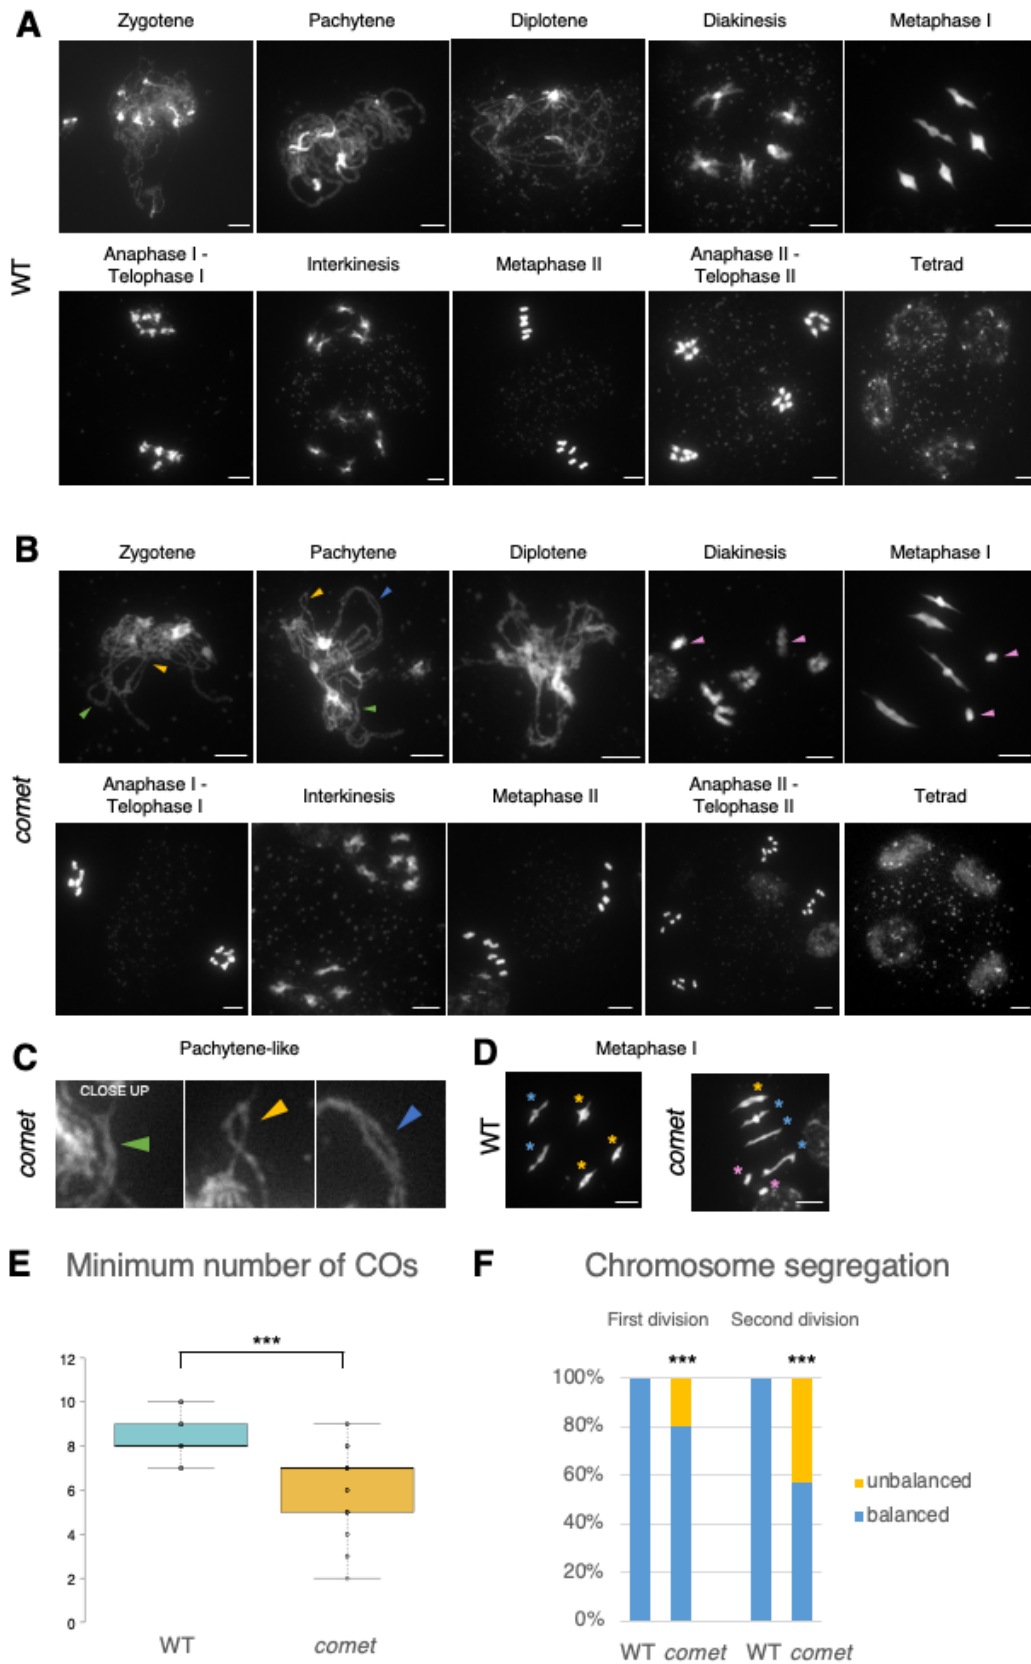 A
Zygotene Pachytene Diplotene Diakinesis Metaphase I
WT
Anaphase I -
Telophase I
Interkinesis Metaphase II
Anaphase II -
Telophase II
Tetrad
B
Zygotene Pachytene Diplotene Diakinesis Metaphase I
comet
Anaphase I -
Telophase I
Interkinesis Metaphase II
Anaphase II -
Telophase II
Tetrad
C
Pachytene-like
comet
CLOSE UP
D
Metaphase I
WT
* * * * *
comet
* * * * * *
E Minimum number of COs
***
12
10
8
6
4
2
0
WT comet
F Chromosome segregation
First division Second division
*** ***
100%
80%
60%
40%
20%
0%
WT comet WT comet
unbalanced
balanced